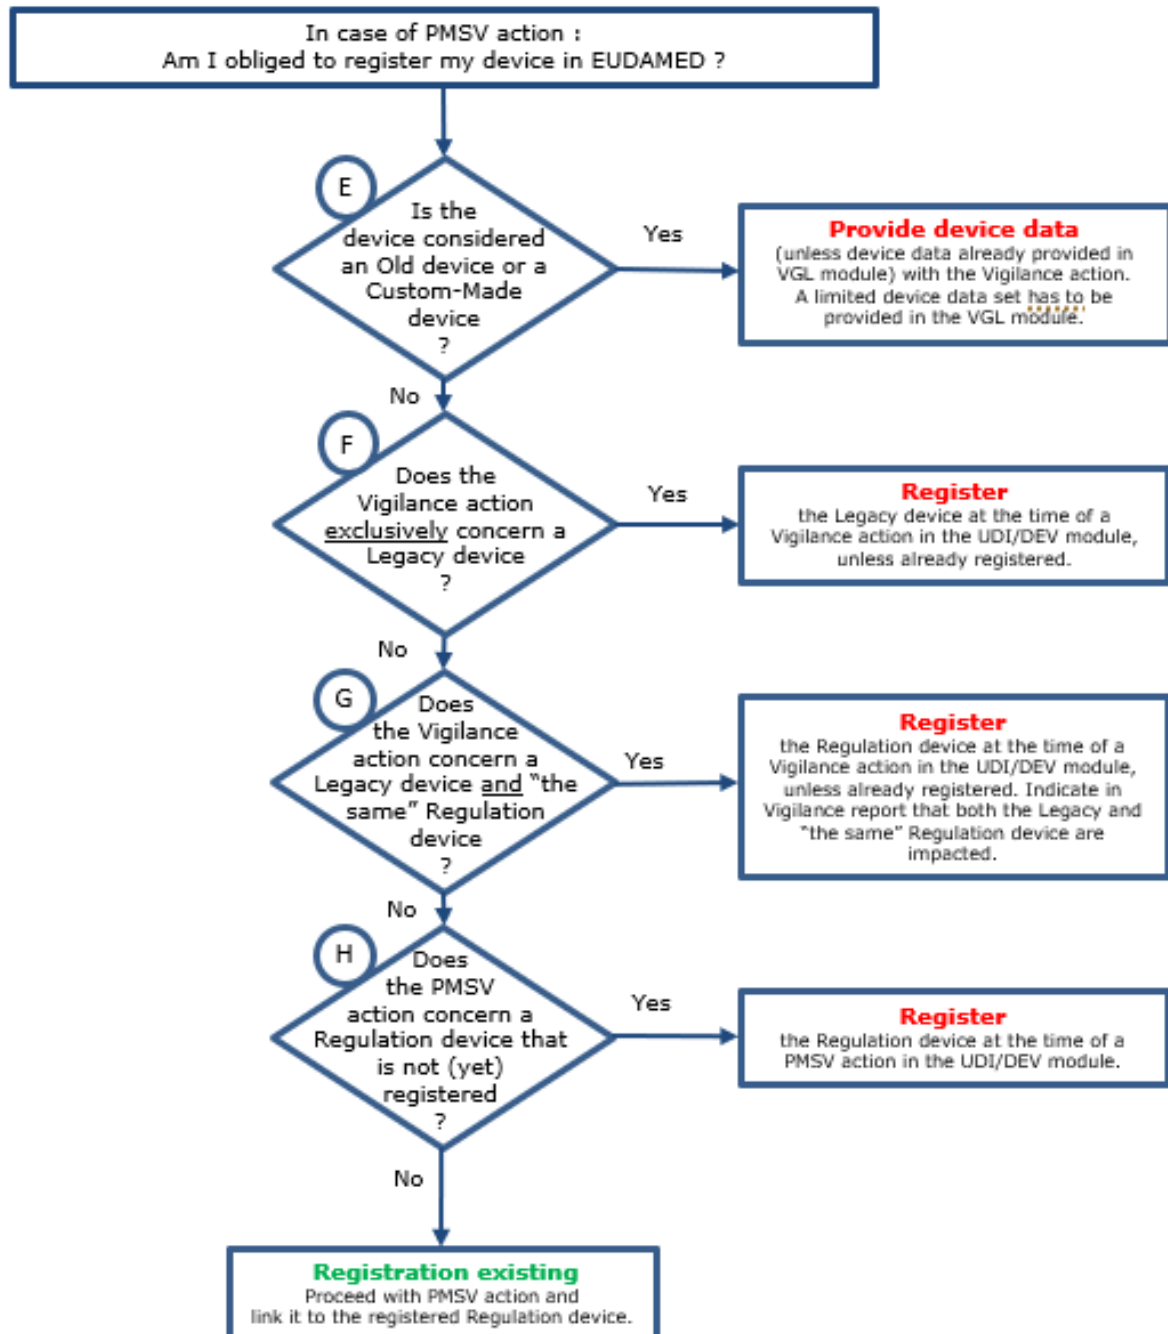 In case of PMSV action :
Am I obliged to register my device in EUDAMED ?
E
Is the
device considered
an Old device or a
Custom-Made
device
?
Yes
Provide device data
(unless device data already provided in
VGL module) with the Vigilance action.
A limited device data set has to be
provided in the VGL module.
No
F
Does the
Vigilance action
exclusively concern a
Legacy device
?
Yes
Register
the Legacy device at the time of a
Vigilance action in the UDI/DEV module,
unless already registered.
No
G
Does
the Vigilance
action concern a
Legacy device and “the
same” Regulation
device
?
Yes
Register
the Regulation device at the time of a
Vigilance action in the UDI/DEV module,
unless already registered. Indicate in
Vigilance report that both the Legacy and
“the same” Regulation device are
impacted.
No
H
Does
the PMSV
action concern a
Regulation device that
is not (yet)
registered
?
Yes
Register
the Regulation device at the time of a
PMSV action in the UDI/DEV module.
No
Registration existing
Proceed with PMSV action and
link it to the registered Regulation device.